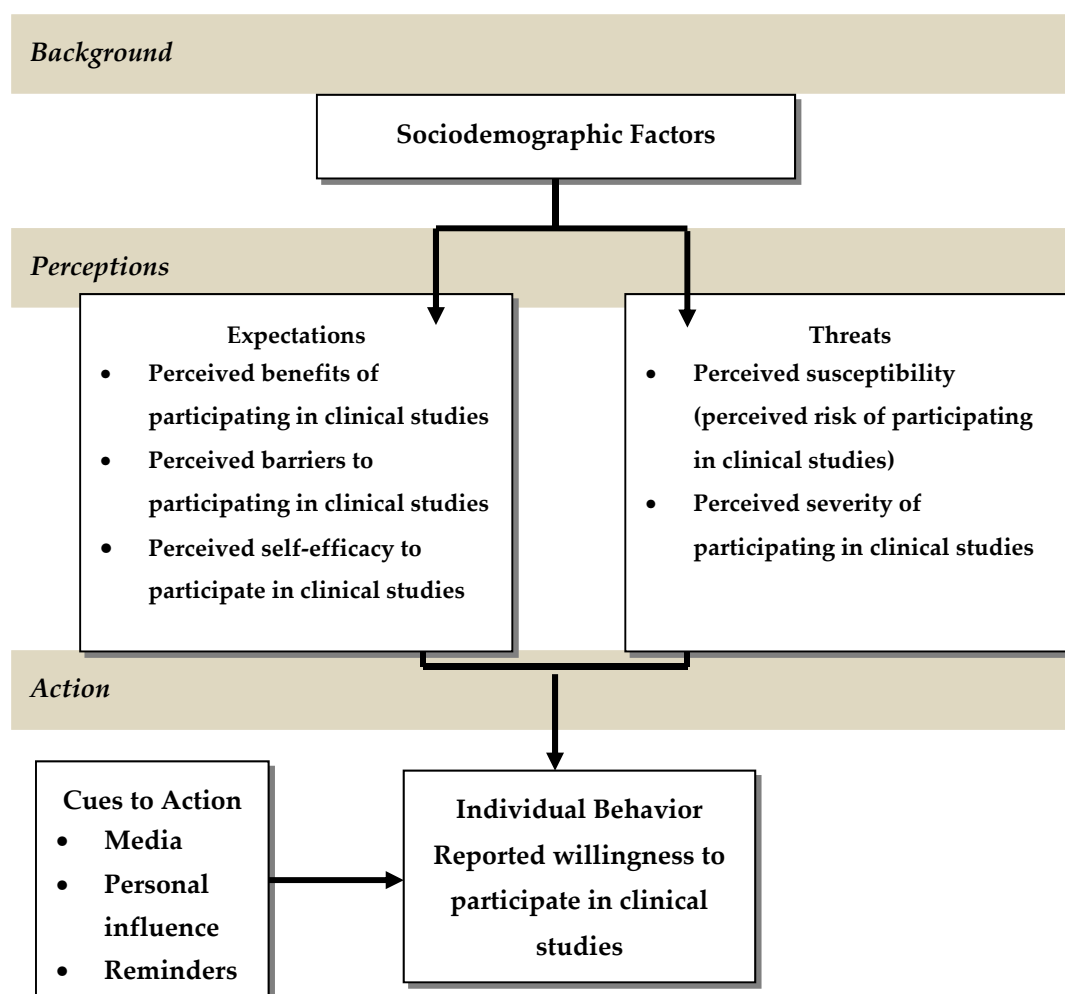 Background
Sociodemographic Factors
Perceptions
Expectations
• Perceived benefits of
participating in clinical studies
• Perceived barriers to
participating in clinical studies
• Perceived self-efficacy to
participate in clinical studies
Threats
• Perceived susceptibility
(perceived risk of participating
in clinical studies)
• Perceived severity of
participating in clinical studies
Action
Cues to Action
• Media
• Personal
influence
• Reminders
Individual Behavior
Reported willingness to
participate in clinical
studies